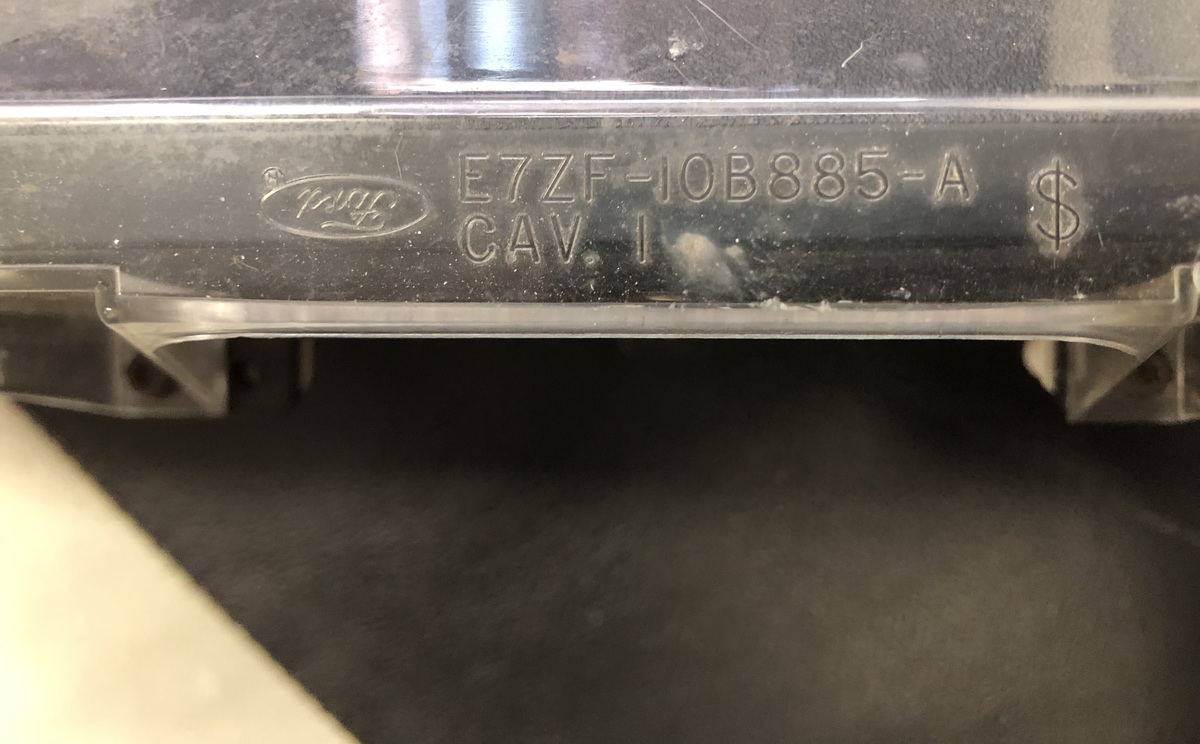 Ford ®
E7ZF-10B885-A
CAV. 1
$